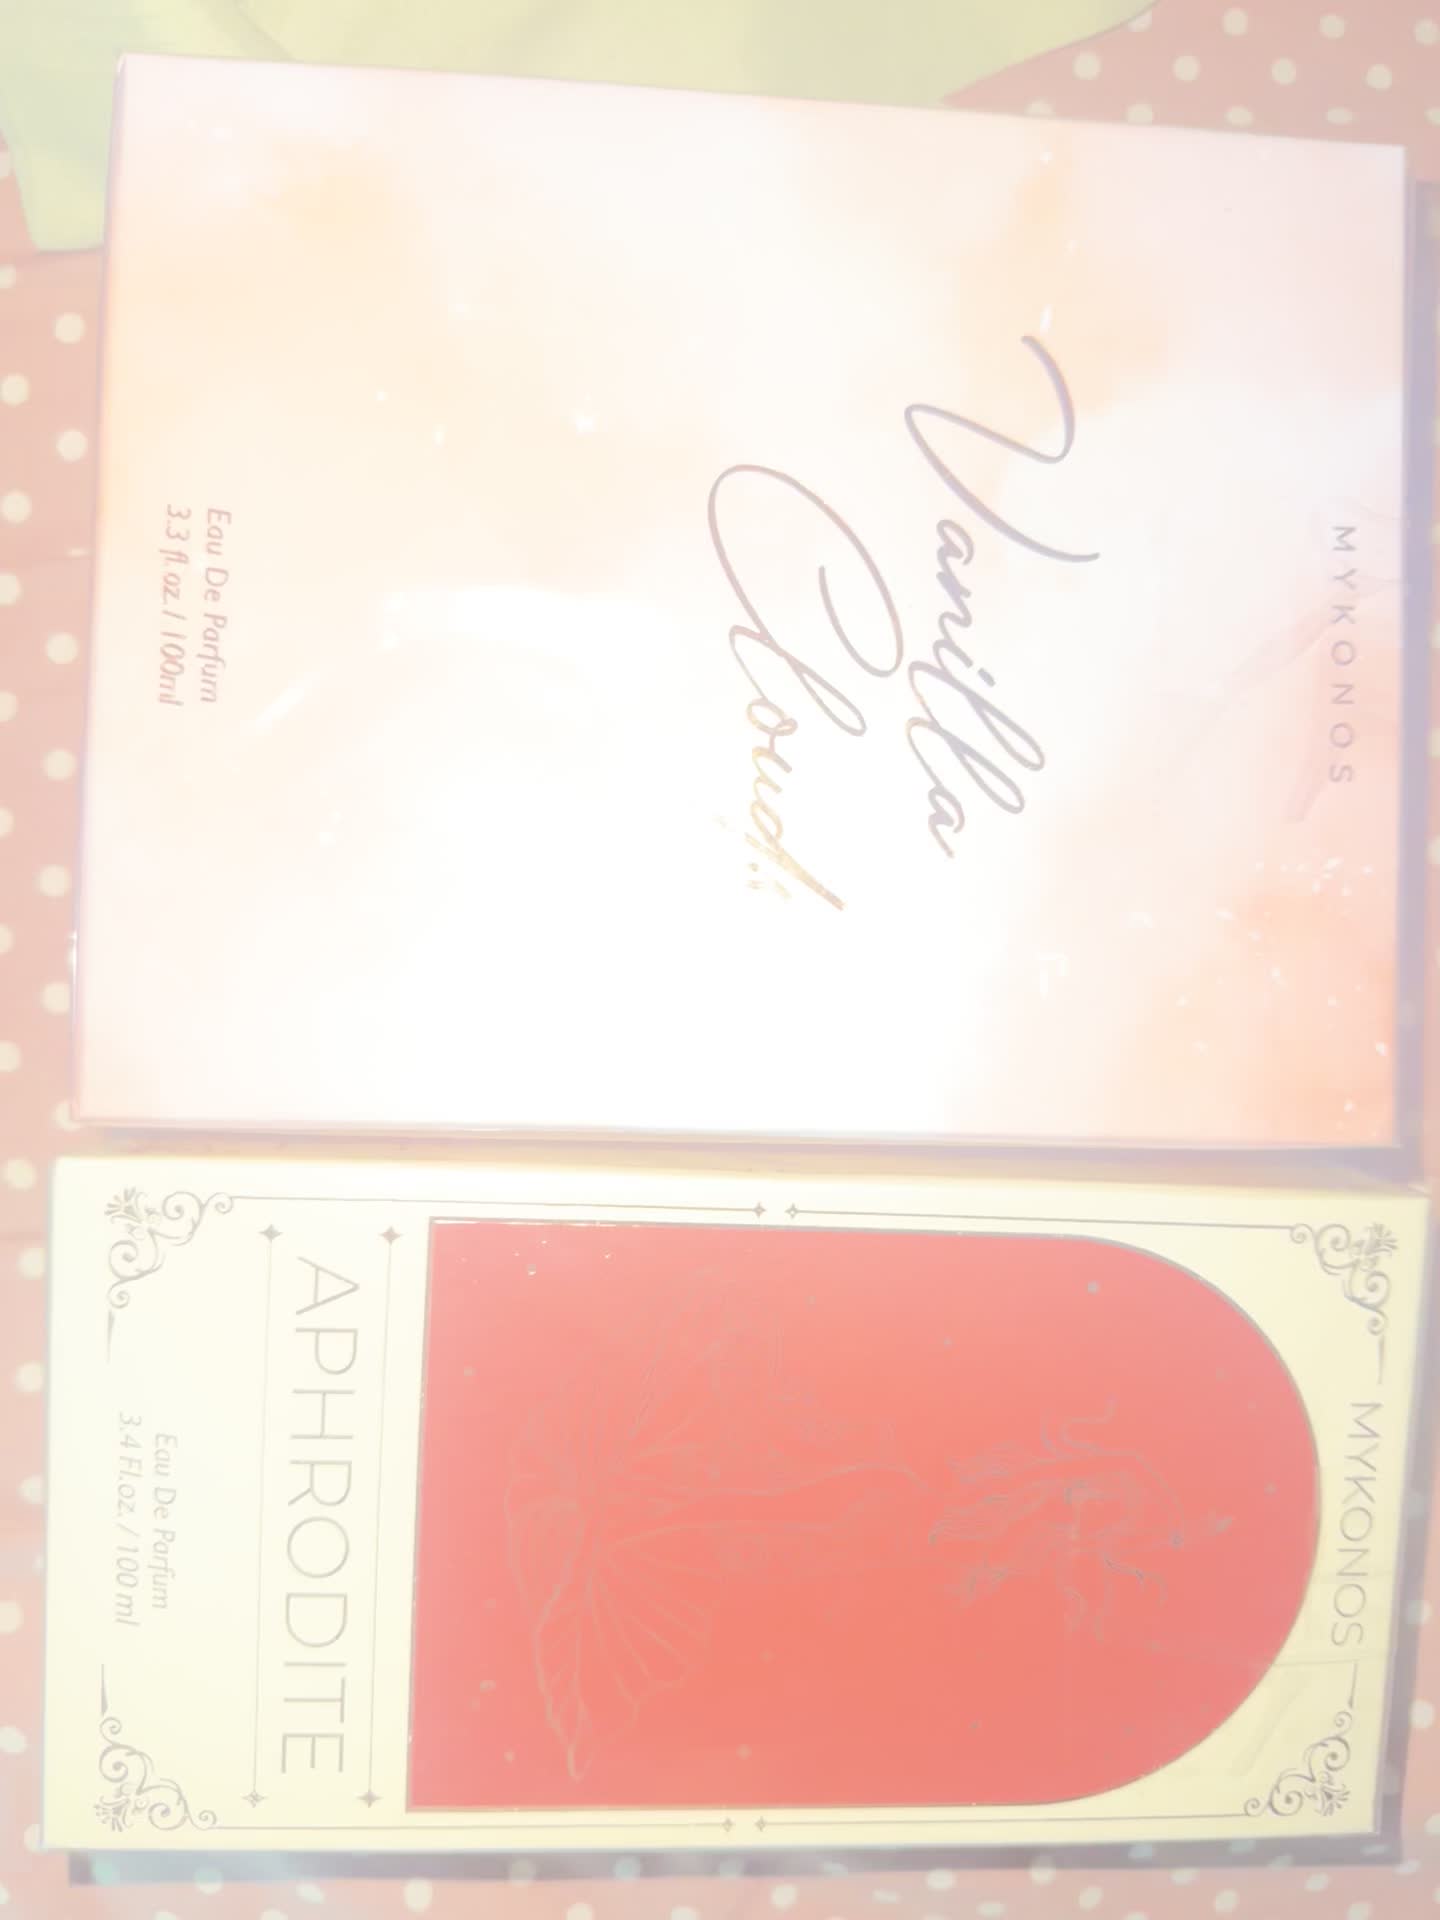 MYKONOS
Vanilla
Cloud
Eau De Parfum
3.3 fl.oz. / 100ml
MYKONOS
APHRODITE
Eau De Parfum
3.4 Fl.oz. / 100 ml